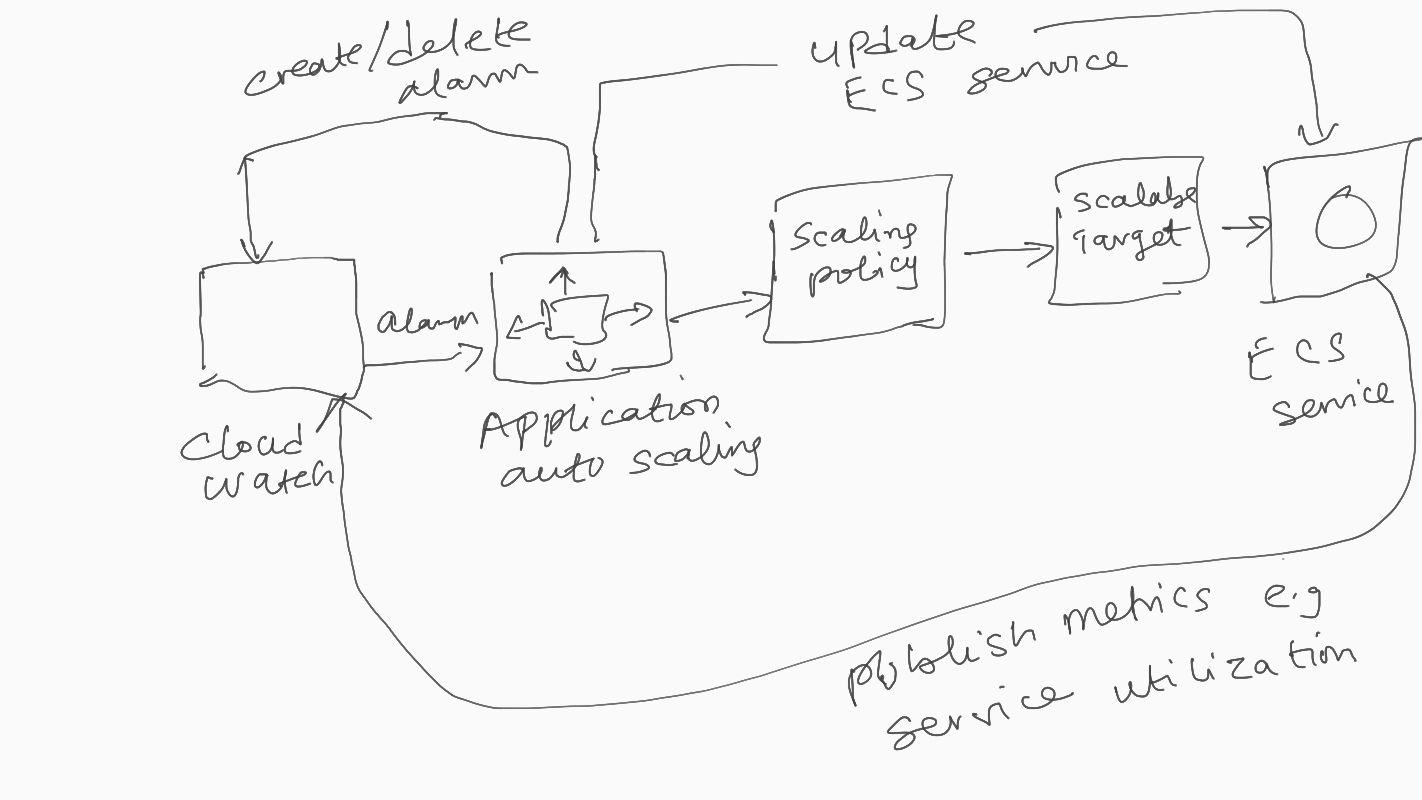 create/delete
alarm
update
ECS service
scaling
policy
scalabe
Target
alarm
ECS
service
cloud
watch
Application
auto scaling
publish metrics e.g
service utilization